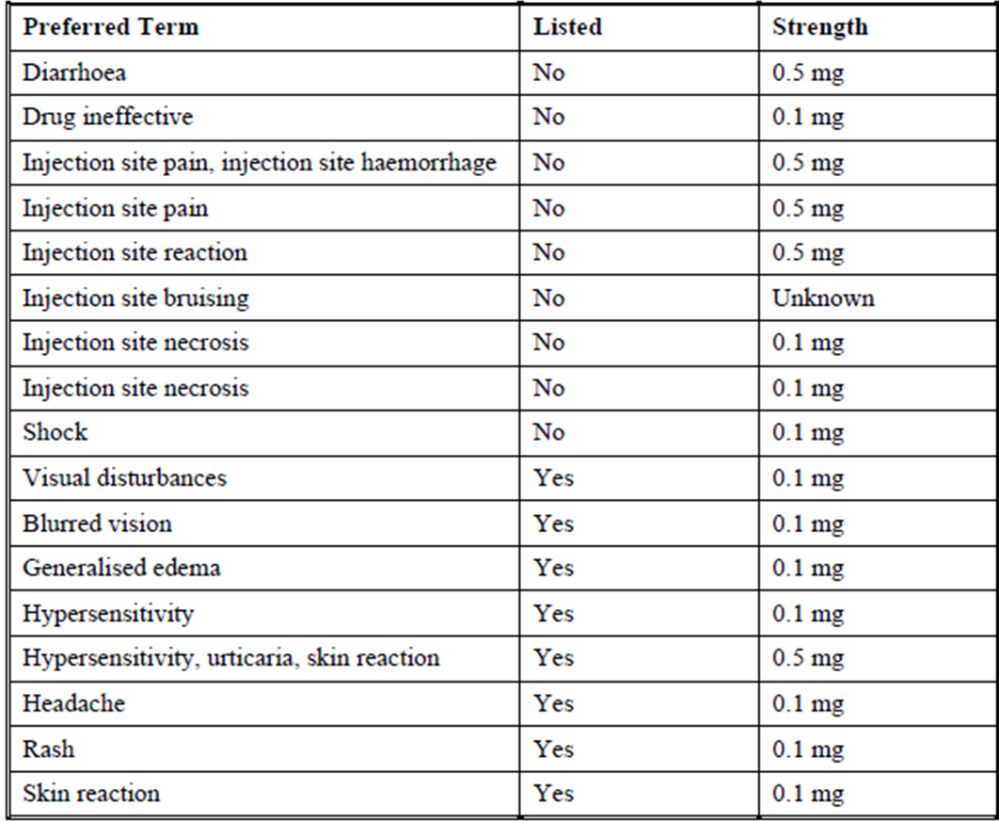 Preferred Term Listed Strength
Diarrhoea No 0.5 mg
Drug ineffective No 0.1 mg
Injection site pain, injection site haemorrhage No 0.5 mg
Injection site pain No 0.5 mg
Injection site reaction No 0.5 mg
Injection site bruising No Unknown
Injection site necrosis No 0.1 mg
Injection site necrosis No 0.1 mg
Shock No 0.1 mg
Visual disturbances Yes 0.1 mg
Blurred vision Yes 0.1 mg
Generalised edema Yes 0.1 mg
Hypersensitivity Yes 0.1 mg
Hypersensitivity, urticaria, skin reaction Yes 0.5 mg
Headache Yes 0.1 mg
Rash Yes 0.1 mg
Skin reaction Yes 0.1 mg